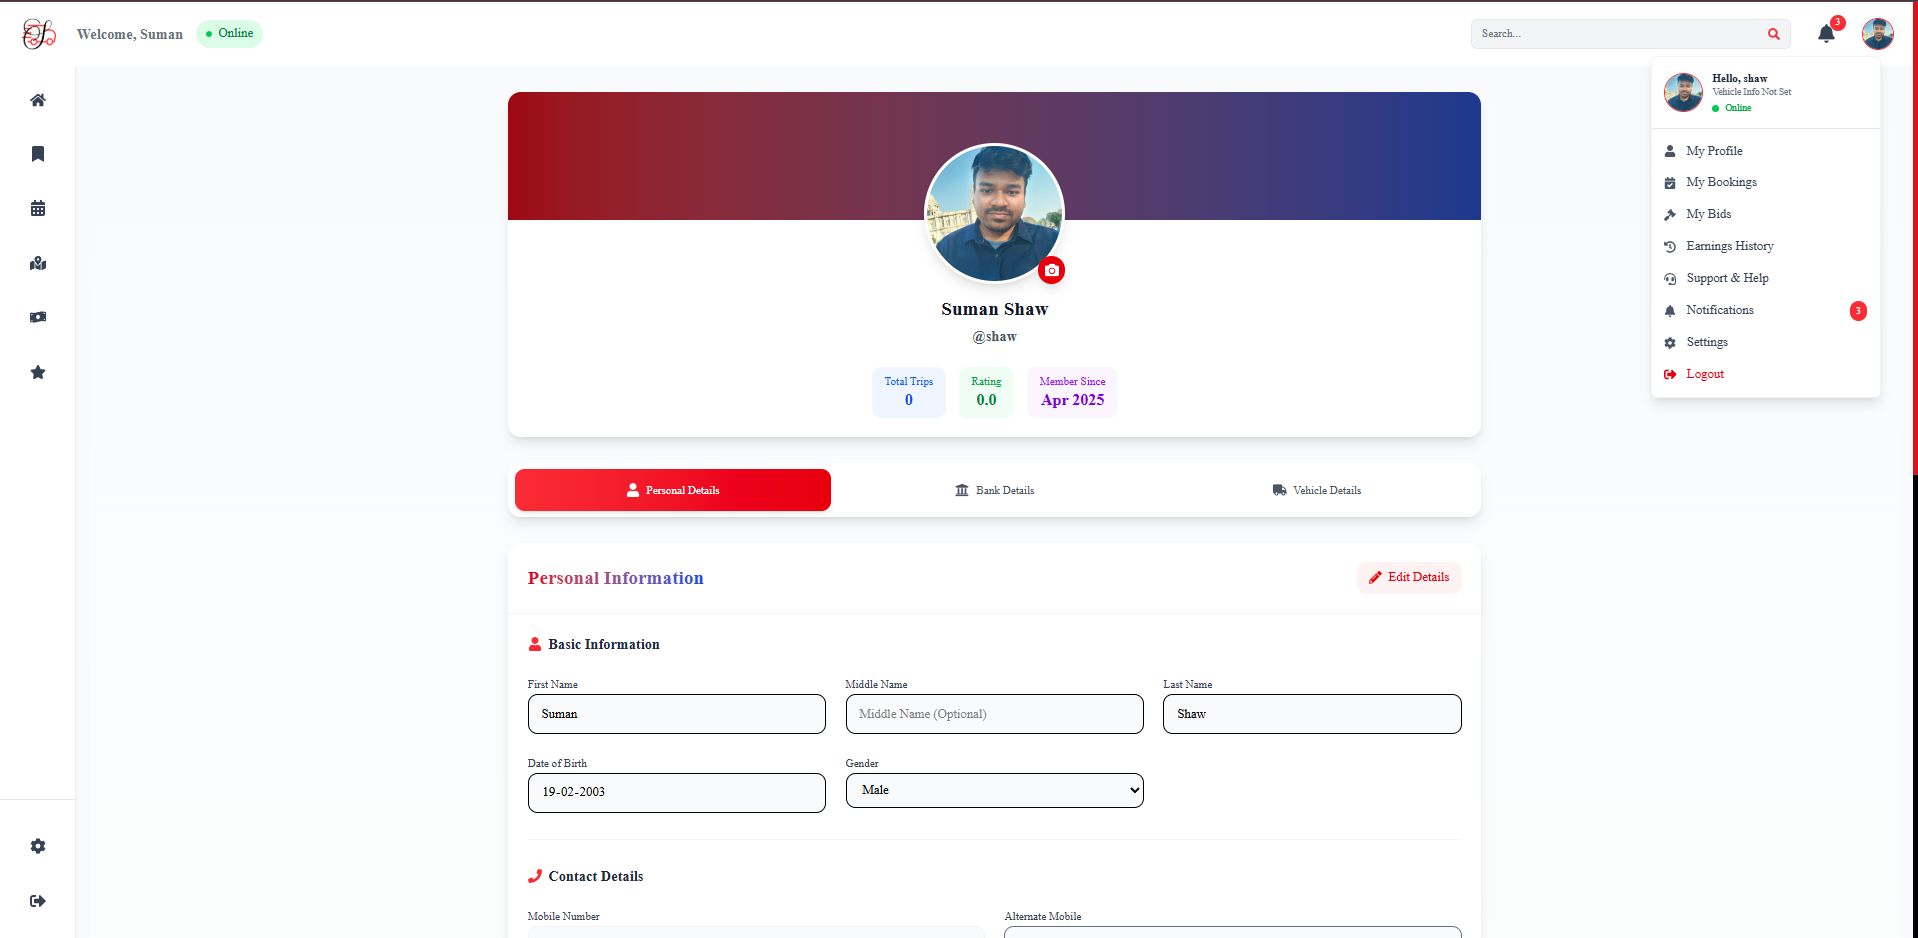 Welcome, Suman
Online
Search...
3
Hello, shaw
Vehicle Info Not Set
Online
My Profile
My Bookings
My Bids
Earnings History
Support & Help
Notifications
3
Settings
Logout
Suman Shaw
@shaw
Total Trips
0
Rating
0.0
Member Since
Apr 2025
Personal Details
Bank Details
Vehicle Details
Personal Information
Edit Details
Basic Information
First Name
Middle Name
Last Name
Suman
Middle Name (Optional)
Shaw
Date of Birth
Gender
19-02-2003
Male
Contact Details
Mobile Number
Alternate Mobile